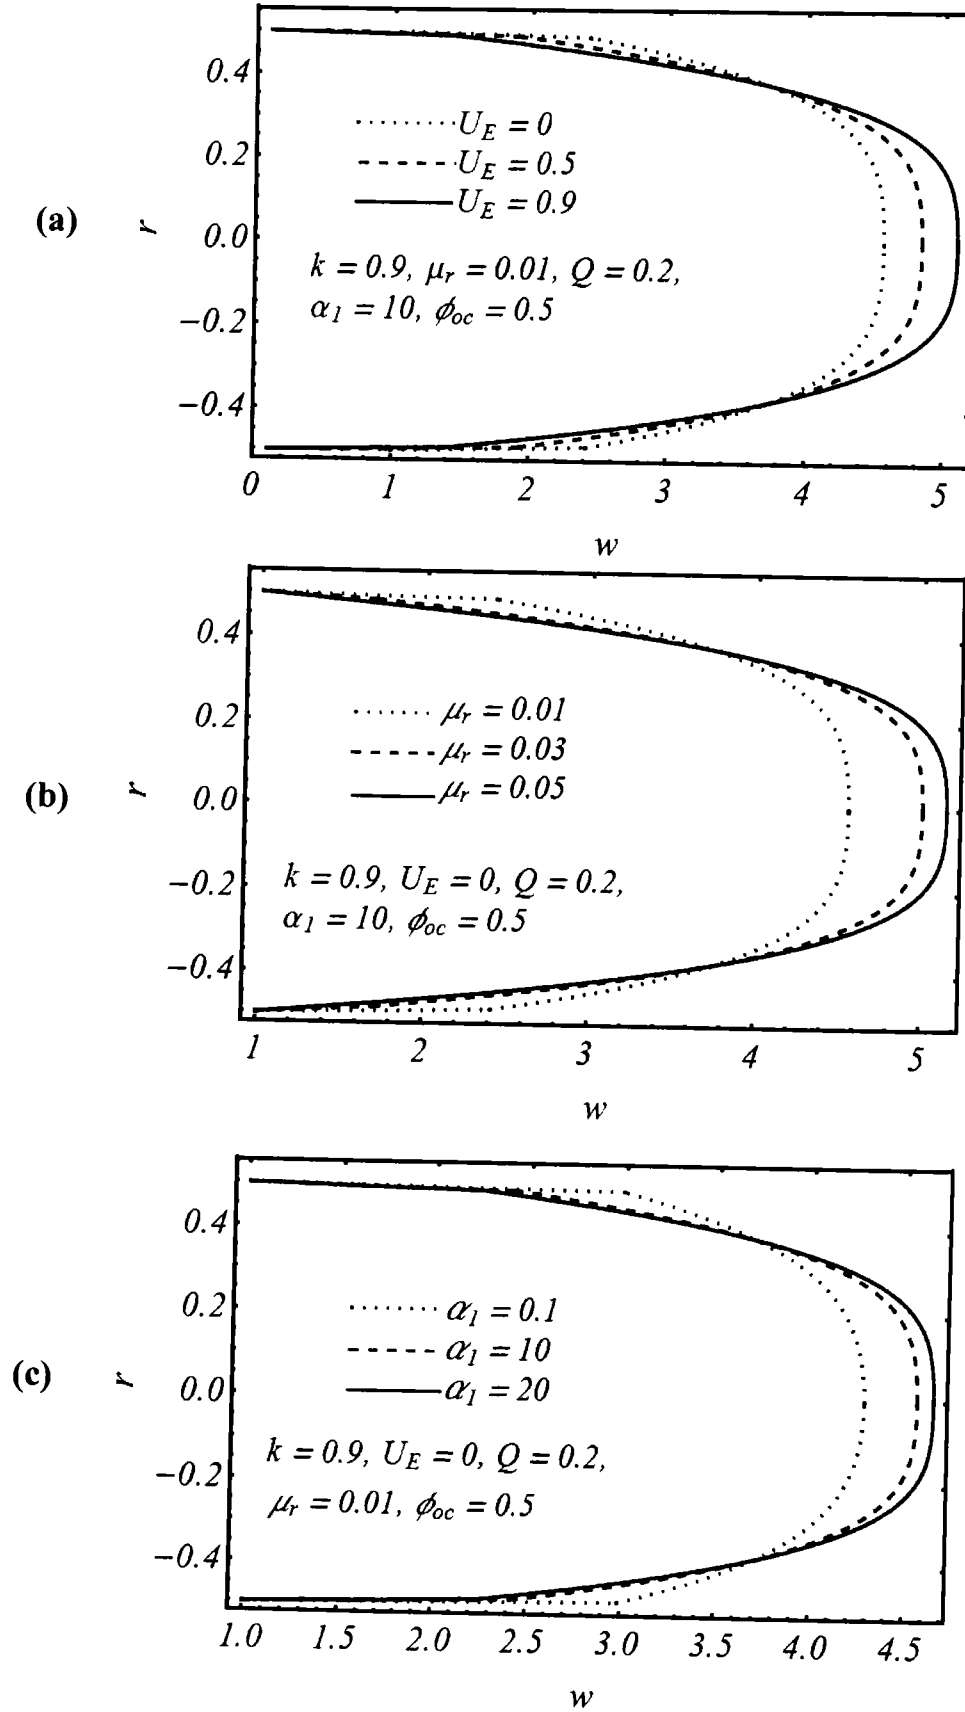 (a)
r
0.4
0.2
0.0
−0.2
−0.4
U_E = 0
U_E = 0.5
U_E = 0.9
k = 0.9, μ_r = 0.01, Q = 0.2,
α_1 = 10, ϕ_oc = 0.5
0 1 2 3 4 5
w
(b)
r
0.4
0.2
0.0
−0.2
−0.4
μ_r = 0.01
μ_r = 0.03
μ_r = 0.05
k = 0.9, U_E = 0, Q = 0.2,
α_1 = 10, ϕ_oc = 0.5
1 2 3 4 5
w
(c)
r
0.4
0.2
0.0
−0.2
−0.4
α_1 = 0.1
α_1 = 10
α_1 = 20
k = 0.9, U_E = 0, Q = 0.2,
μ_r = 0.01, ϕ_oc = 0.5
1.0 1.5 2.0 2.5 3.0 3.5 4.0 4.5
w